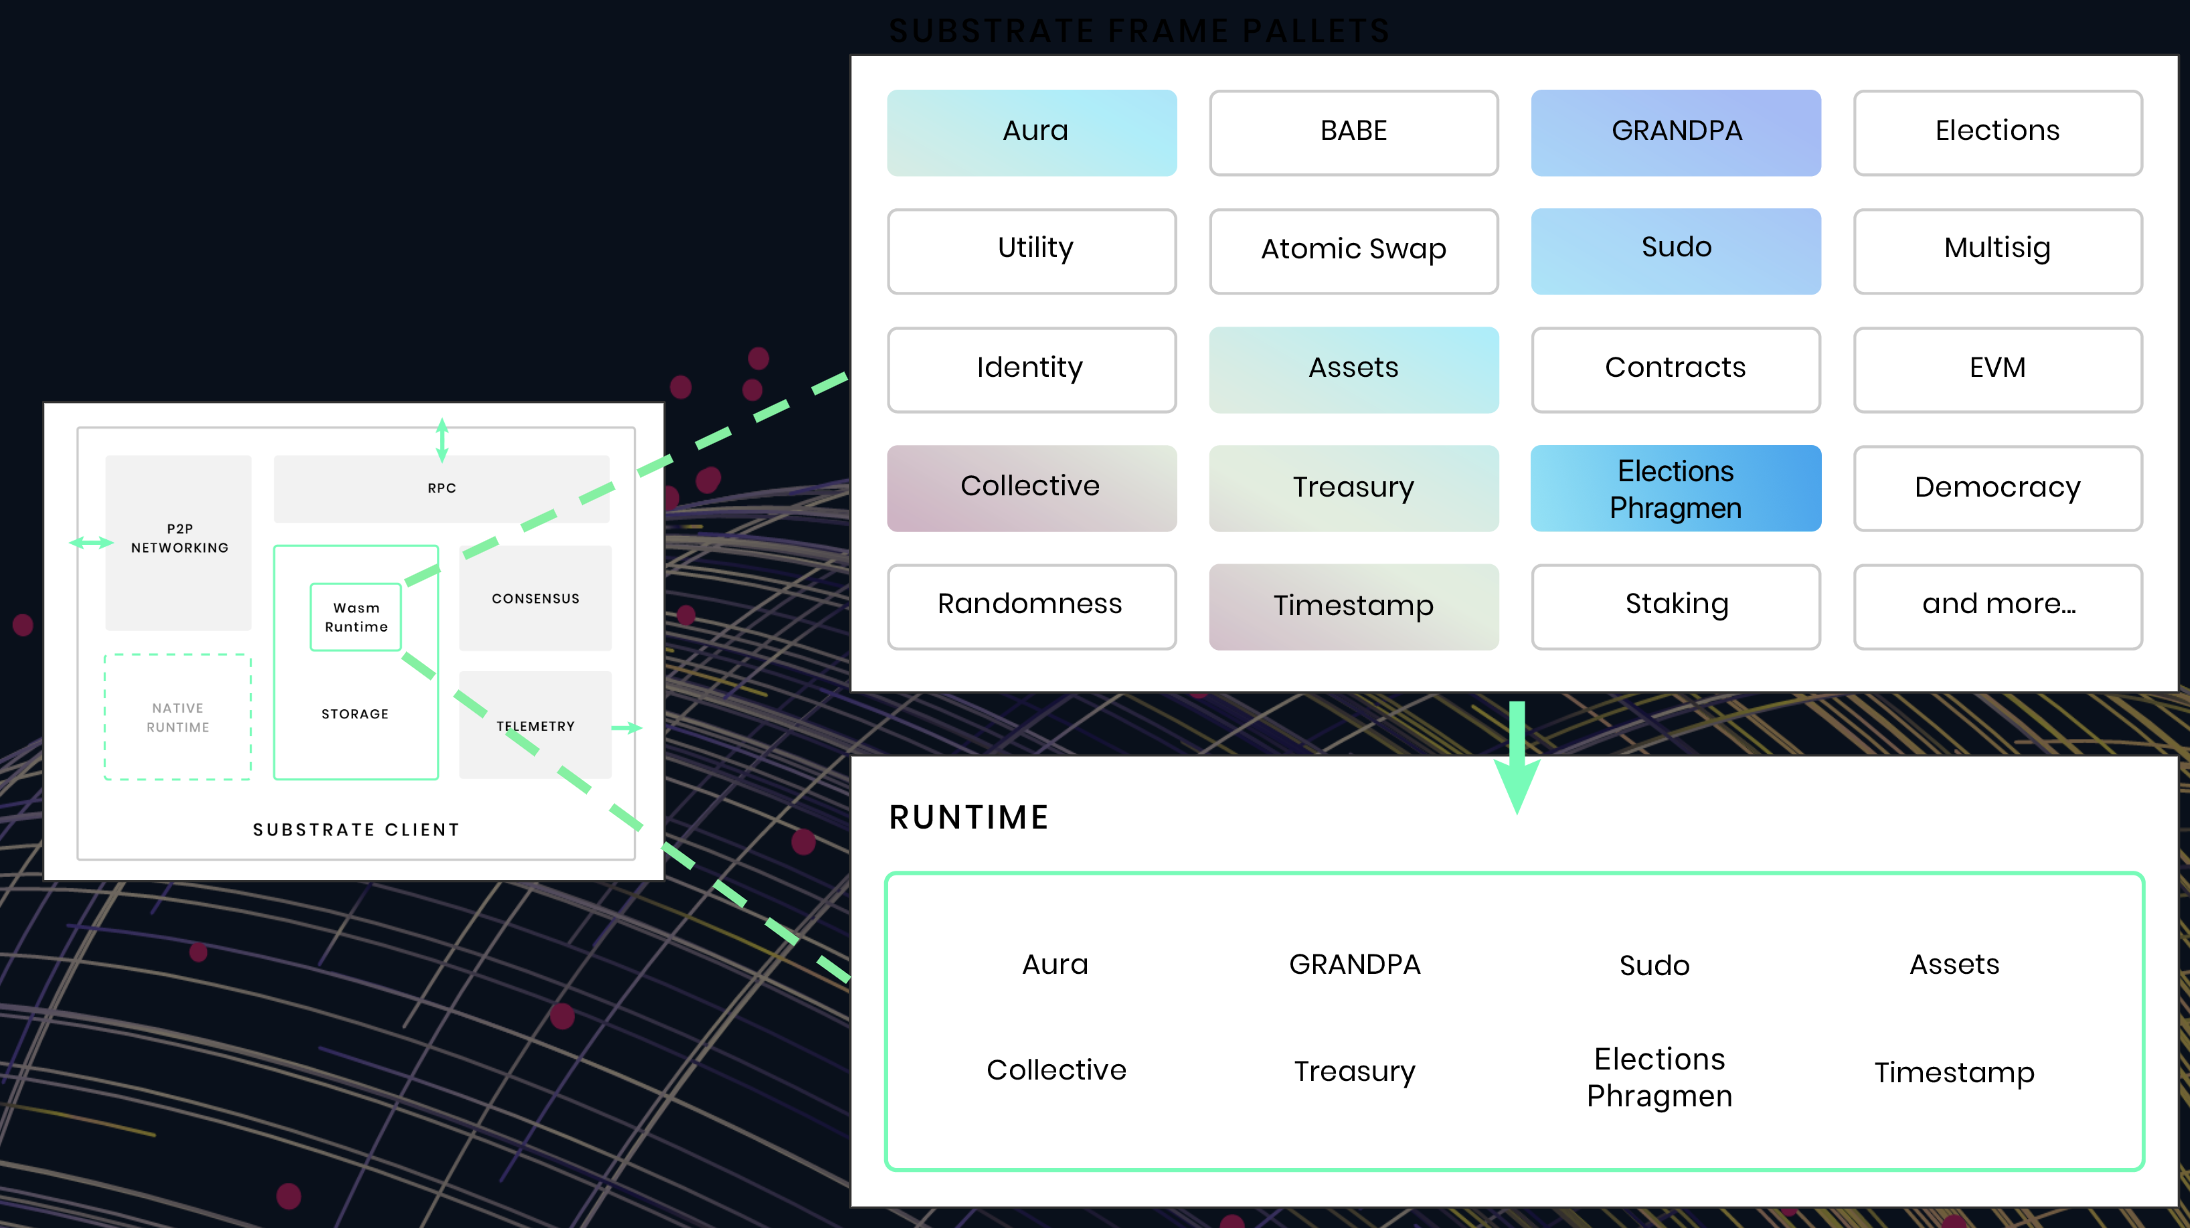 SUBSTRATE FRAME PALLETS
Aura
BABE
GRANDPA
Elections
Utility
Atomic Swap
Sudo
Multisig
Identity
Assets
Contracts
EVM
Collective
Treasury
Elections
Phragmen
Democracy
Randomness
Timestamp
Staking
and more...
RPC
P2P
NETWORKING
Wasm
Runtime
CONSENSUS
NATIVE
RUNTIME
STORAGE
TELEMETRY
SUBSTRATE CLIENT
RUNTIME
Aura
GRANDPA
Sudo
Assets
Collective
Treasury
Elections
Phragmen
Timestamp